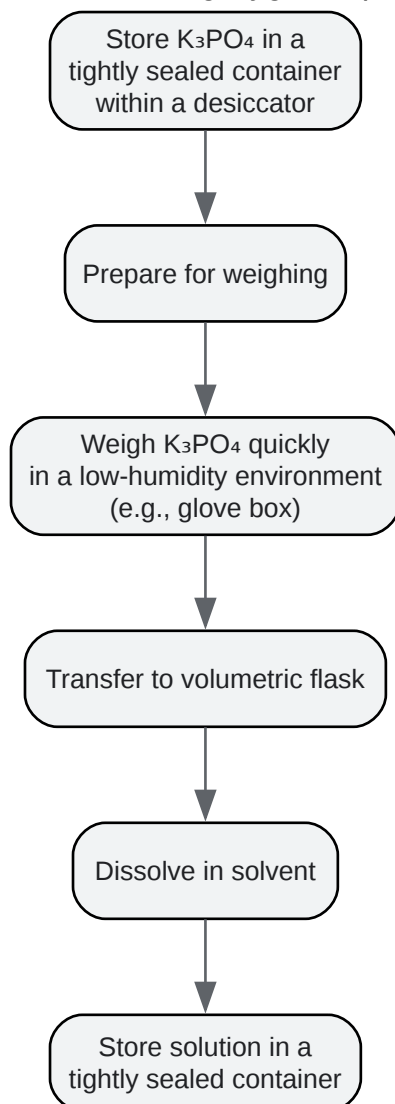 Store K₃PO₄ in a
tightly sealed container
within a desiccator
Prepare for weighing
Weigh K₃PO₄ quickly
in a low-humidity environment
(e.g., glove box)
Transfer to volumetric flask
Dissolve in solvent
Store solution in a
tightly sealed container